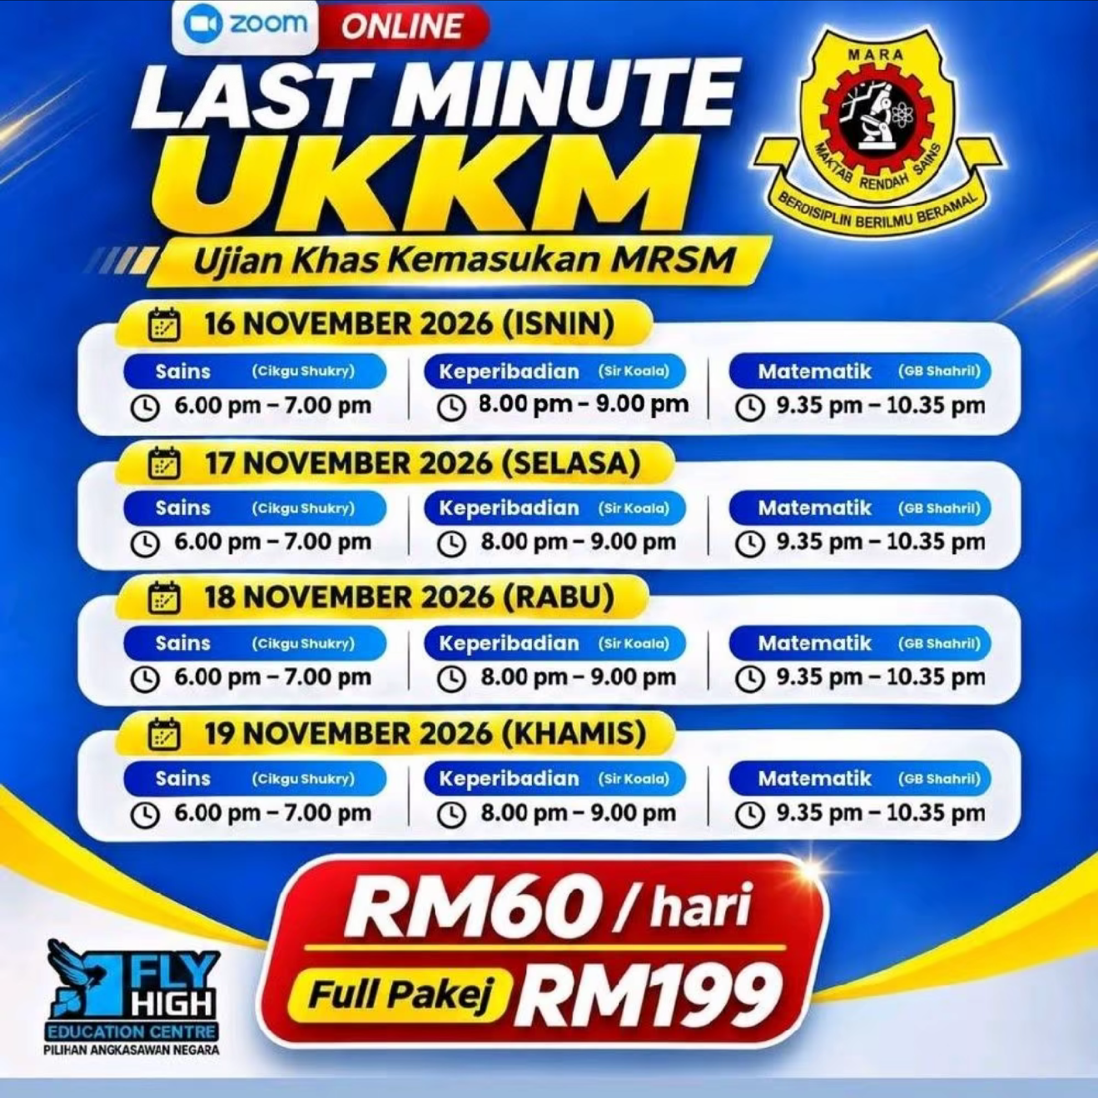 zoom ONLINE
LAST MINUTE
UKKM
Ujian Khas Kemasukan MRSM
MARA
MAKTAB RENDAH SAINS
BERDISIPLIN BERILMU BERAMAL
16 NOVEMBER 2026 (ISNIN)
Sains (Cikgu Shukry) Keperibadian (Sir Koala) Matematik (GB Shahril)
6.00 pm – 7.00 pm 8.00 pm – 9.00 pm 9.35 pm – 10.35 pm
17 NOVEMBER 2026 (SELASA)
Sains (Cikgu Shukry) Keperibadian (Sir Koala) Matematik (GB Shahril)
6.00 pm – 7.00 pm 8.00 pm – 9.00 pm 9.35 pm – 10.35 pm
18 NOVEMBER 2026 (RABU)
Sains (Cikgu Shukry) Keperibadian (Sir Koala) Matematik (GB Shahril)
6.00 pm – 7.00 pm 8.00 pm – 9.00 pm 9.35 pm – 10.35 pm
19 NOVEMBER 2026 (KHAMIS)
Sains (Cikgu Shukry) Keperibadian (Sir Koala) Matematik (GB Shahril)
6.00 pm – 7.00 pm 8.00 pm – 9.00 pm 9.35 pm – 10.35 pm
RM60 / hari
Full Pakej RM199
FLY
HIGH
EDUCATION CENTRE
PILIHAN ANGKASAWAN NEGARA